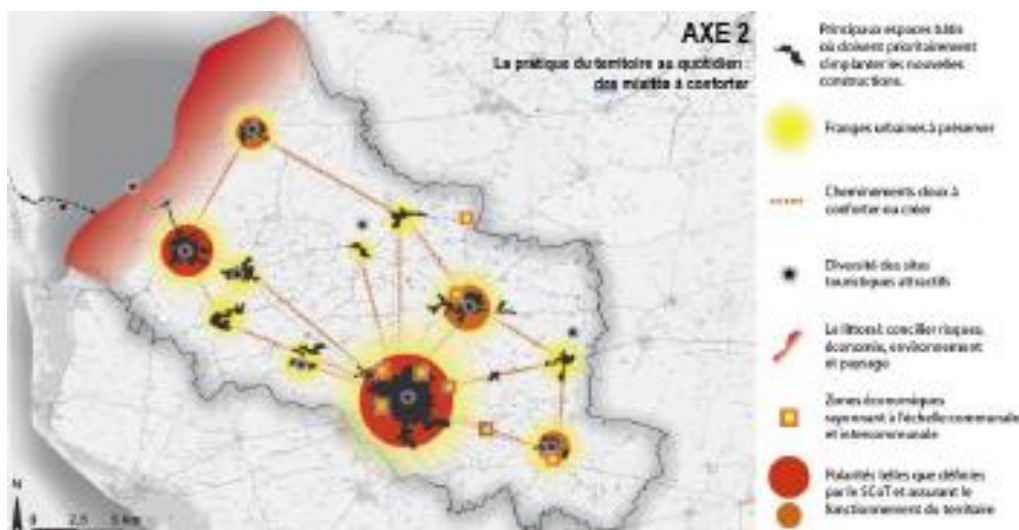 AXE 2
La pratique du territoire au quotidien :
des mixités à conforter
Principaux espaces bâtis
où doivent prioritairement
s'implanter les nouvelles
constructions.
Franges urbaines à préserver
Cheminements doux à
conforter ou créer
Diversité des sites
touristiques attractifs
Le littoral: concilier risques,
économie, environnement
et paysage
Zones économiques
rayonnant à l'échelle communale
et intercommunale
Polarités telles que définies
par le SCoT et assurant le
fonctionnement du territoire
N
0 2,5 5 km